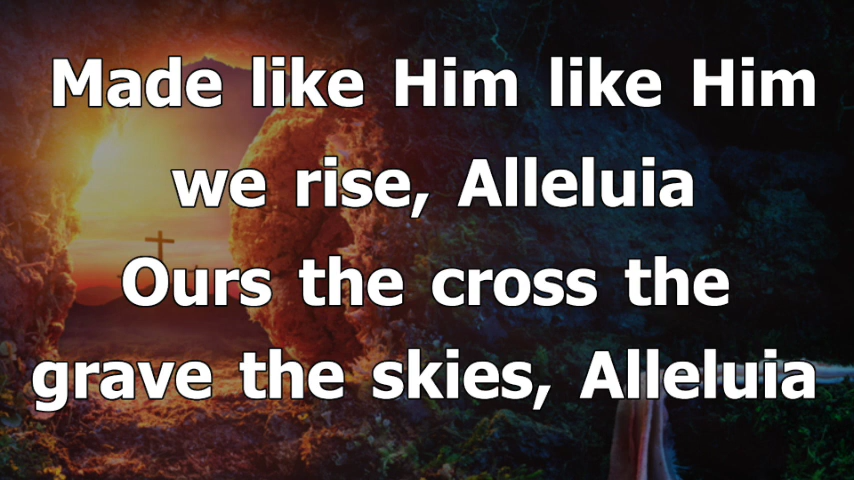 Made like Him like Him
we rise, Alleluia
Ours the cross the
grave the skies, Alleluia